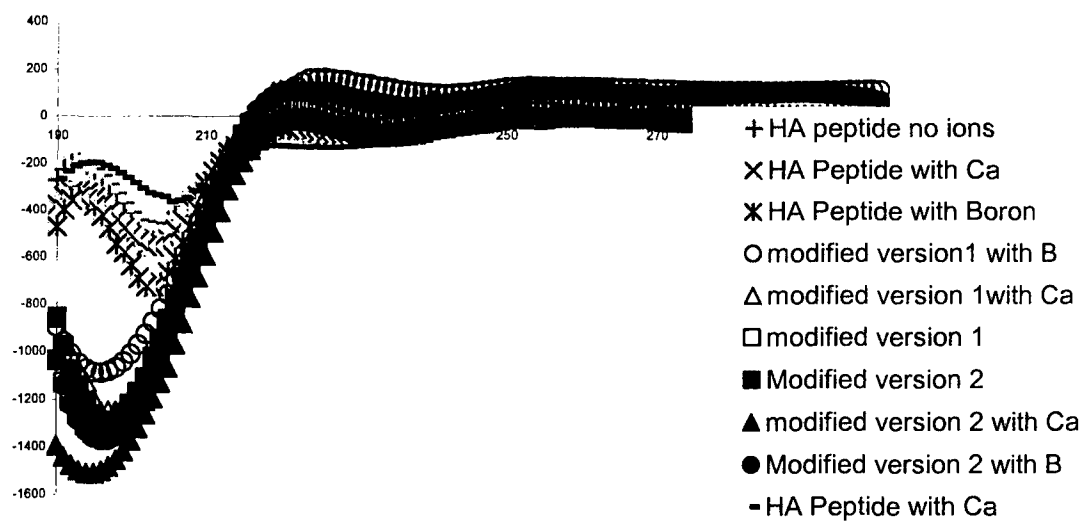 400
200
0
190
210
250
270
-200
-400
-600
-800
-1000
-1200
-1400
-1600
HA peptide no ions
HA Peptide with Ca
HA Peptide with Boron
modified version1 with B
modified version 1with Ca
modified version 1
Modified version 2
modified version 2 with Ca
Modified version 2 with B
HA Peptide with Ca